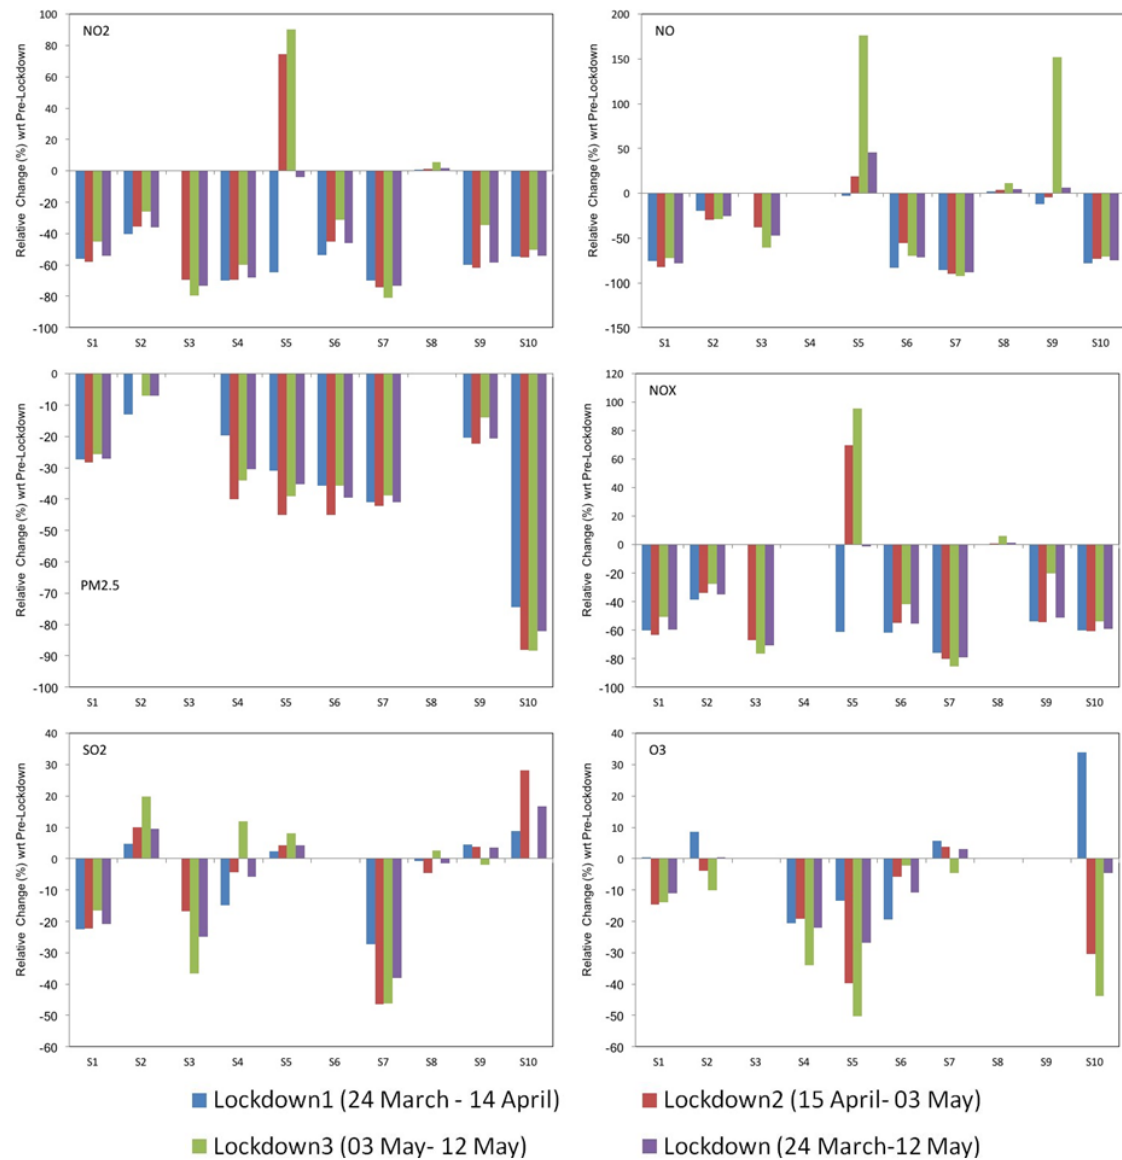 NO2
Relative Change (%) wrt Pre-Lockdown
100
80
60
40
20
0
-20
-40
-60
-80
-100
S1 S2 S3 S4 S5 S6 S7 S8 S9 S10
NO
Relative Change (%) wrt Pre-Lockdown
200
150
100
50
0
-50
-100
-150
S1 S2 S3 S4 S5 S6 S7 S8 S9 S10
PM2.5
Relative Change (%) wrt Pre-Lockdown
0
-10
-20
-30
-40
-50
-60
-70
-80
-90
-100
S1 S2 S3 S4 S5 S6 S7 S8 S9 S10
NOX
Relative Change (%) wrt Pre-Lockdown
120
100
80
60
40
20
0
-20
-40
-60
-80
-100
S1 S2 S3 S4 S5 S6 S7 S8 S9 S10
SO2
Relative Change (%) wrt Pre-Lockdown
40
30
20
10
0
-10
-20
-30
-40
-50
-60
S1 S2 S3 S4 S5 S6 S7 S8 S9 S10
O3
Relative Change (%) wrt Pre-Lockdown
40
30
20
10
0
-10
-20
-30
-40
-50
-60
S1 S2 S3 S4 S5 S6 S7 S8 S9 S10
Lockdown1 (24 March - 14 April)
Lockdown2 (15 April- 03 May)
Lockdown3 (03 May- 12 May)
Lockdown (24 March-12 May)